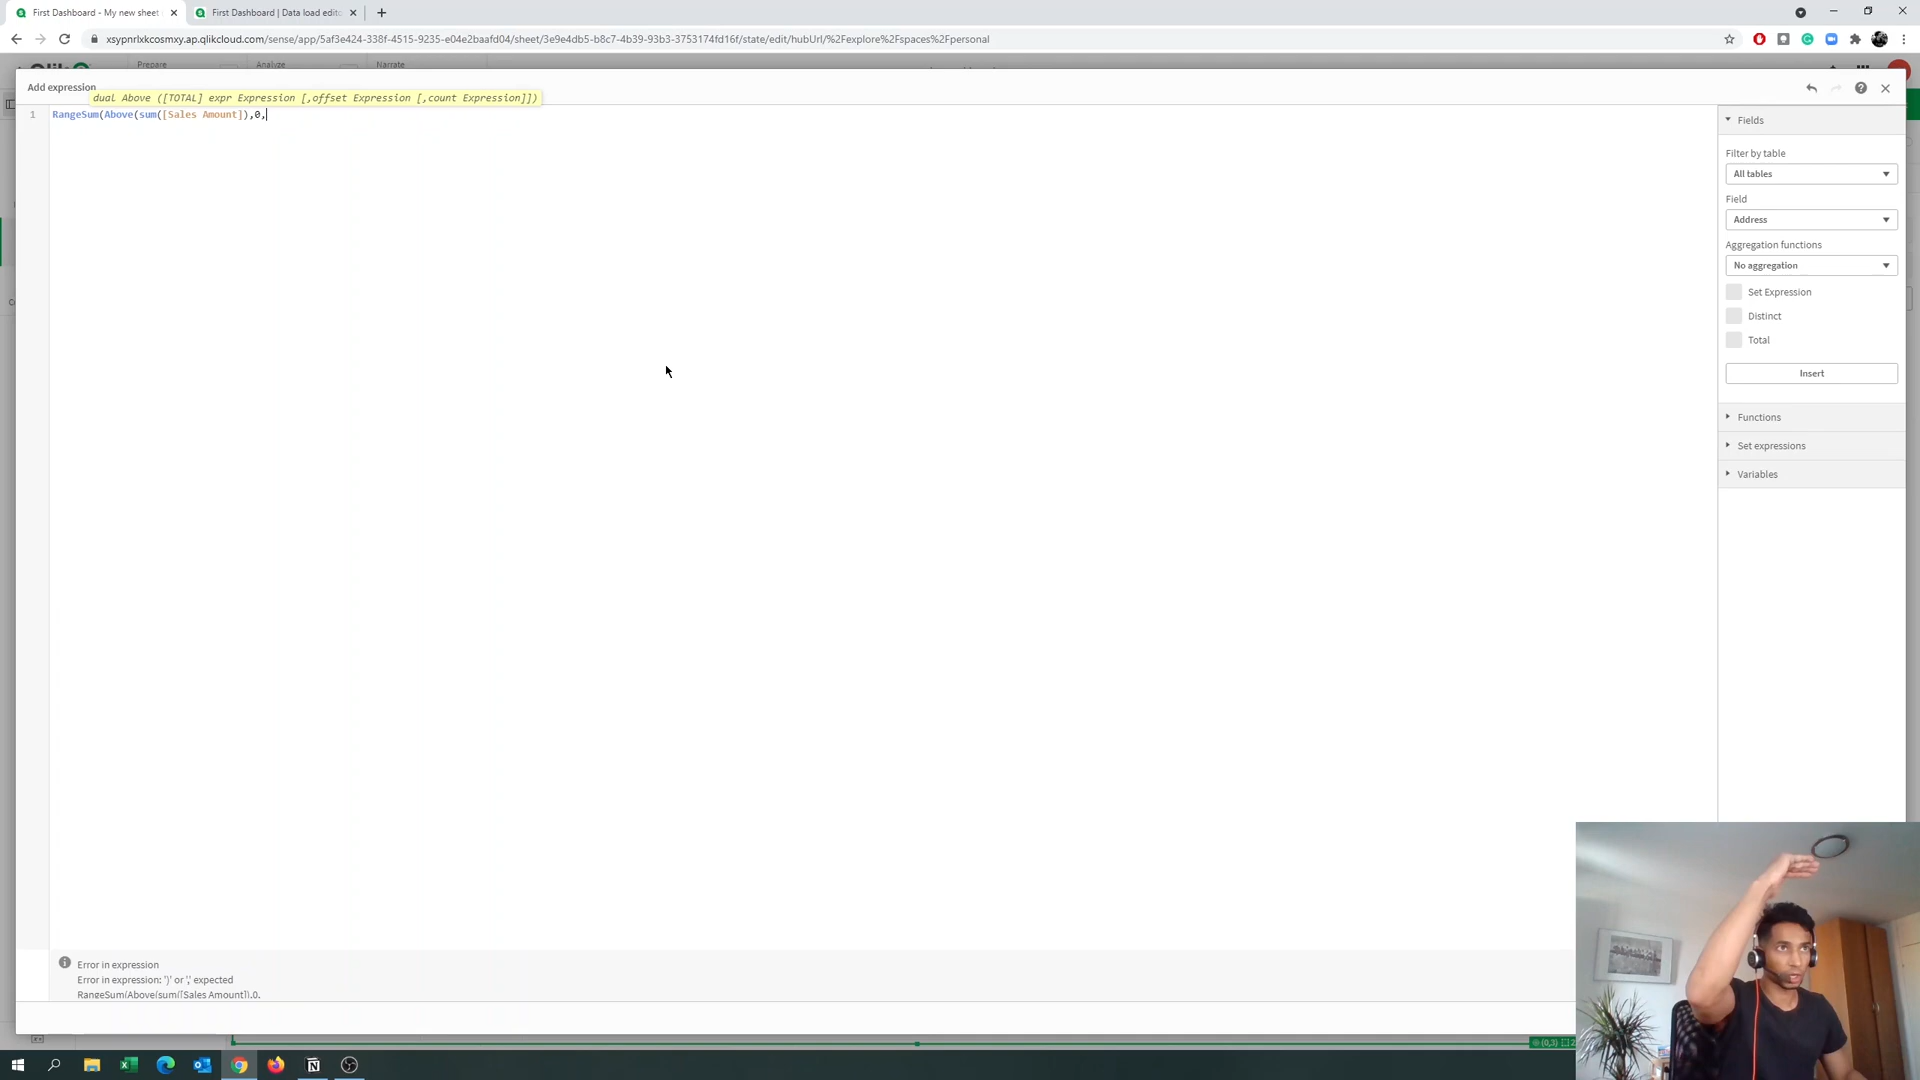 First Dashboard - My new sheet
First Dashboard | Data load edit
xsypnrlxkcosmxy.ap.qlikcloud.com/sense/app/5af3e424-338f-4515-9235-e04e2baafd04/sheet/3e9e4db5-b8c7-4b39-93b3-3753174fd16f/state/edit/hubUrl/%2Fexplore%2Fspaces%2Fpersonal
Prepare
Analyze
Narrate
Add expression
dual Above ([TOTAL] expr Expression [,offset Expression [,count Expression]])
1 RangeSum(Above(sum([Sales Amount]),0,
Fields
Filter by table
All tables
Field
Address
Aggregation functions
No aggregation
Set Expression
Distinct
Total
Insert
Functions
Set expressions
Variables
Error in expression
Error in expression: ')' or ',' expected
RangeSum(Above(sum([Sales Amount]),0,